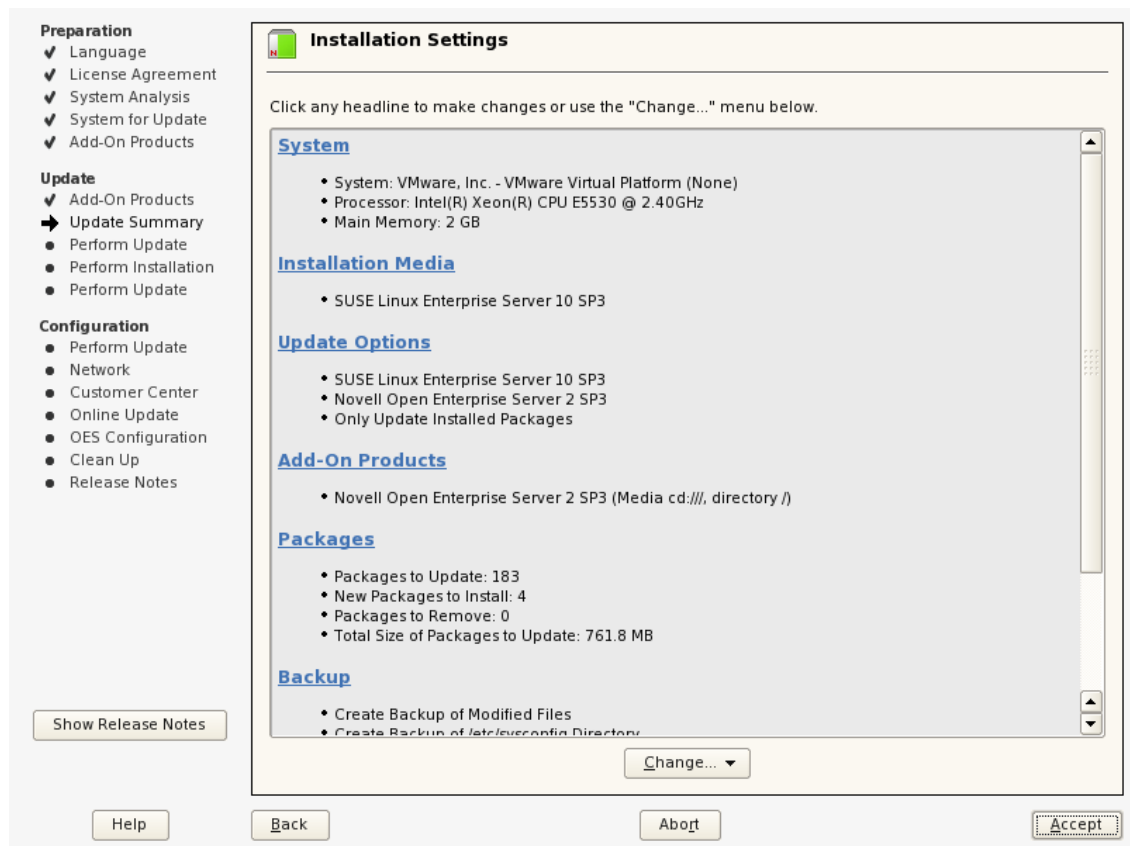 Preparation
Language
License Agreement
System Analysis
System for Update
Add-On Products
Update
Add-On Products
Update Summary
Perform Update
Perform Installation
Perform Update
Configuration
Perform Update
Network
Customer Center
Online Update
OES Configuration
Clean Up
Release Notes
Show Release Notes
N
Installation Settings
Click any headline to make changes or use the "Change..." menu below.
System
• System: VMware, Inc. - VMware Virtual Platform (None)
• Processor: Intel(R) Xeon(R) CPU E5530 @ 2.40GHz
• Main Memory: 2 GB
Installation Media
• SUSE Linux Enterprise Server 10 SP3
Update Options
• SUSE Linux Enterprise Server 10 SP3
• Novell Open Enterprise Server 2 SP3
• Only Update Installed Packages
Add-On Products
• Novell Open Enterprise Server 2 SP3 (Media cd:///, directory /)
Packages
• Packages to Update: 183
• New Packages to Install: 4
• Packages to Remove: 0
• Total Size of Packages to Update: 761.8 MB
Backup
• Create Backup of Modified Files
• Create Backup of /etc/sysconfig Directory
Change...
Help
Back
Abort
Accept